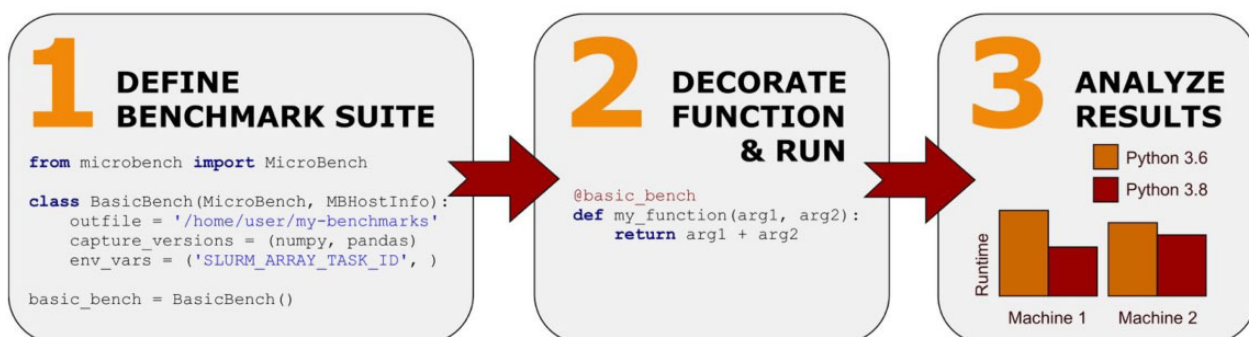 1 DEFINE
BENCHMARK SUITE
from microbench import MicroBench
class BasicBench(MicroBench, MBHostInfo):
    outfile = '/home/user/my-benchmarks'
    capture_versions = (numpy, pandas)
    env_vars = ('SLURM_ARRAY_TASK_ID', )
basic_bench = BasicBench()
2 DECORATE
FUNCTION
& RUN
@basic_bench
def my_function(arg1, arg2):
    return arg1 + arg2
3 ANALYZE
RESULTS
Python 3.6
Python 3.8
Runtime
Machine 1
Machine 2